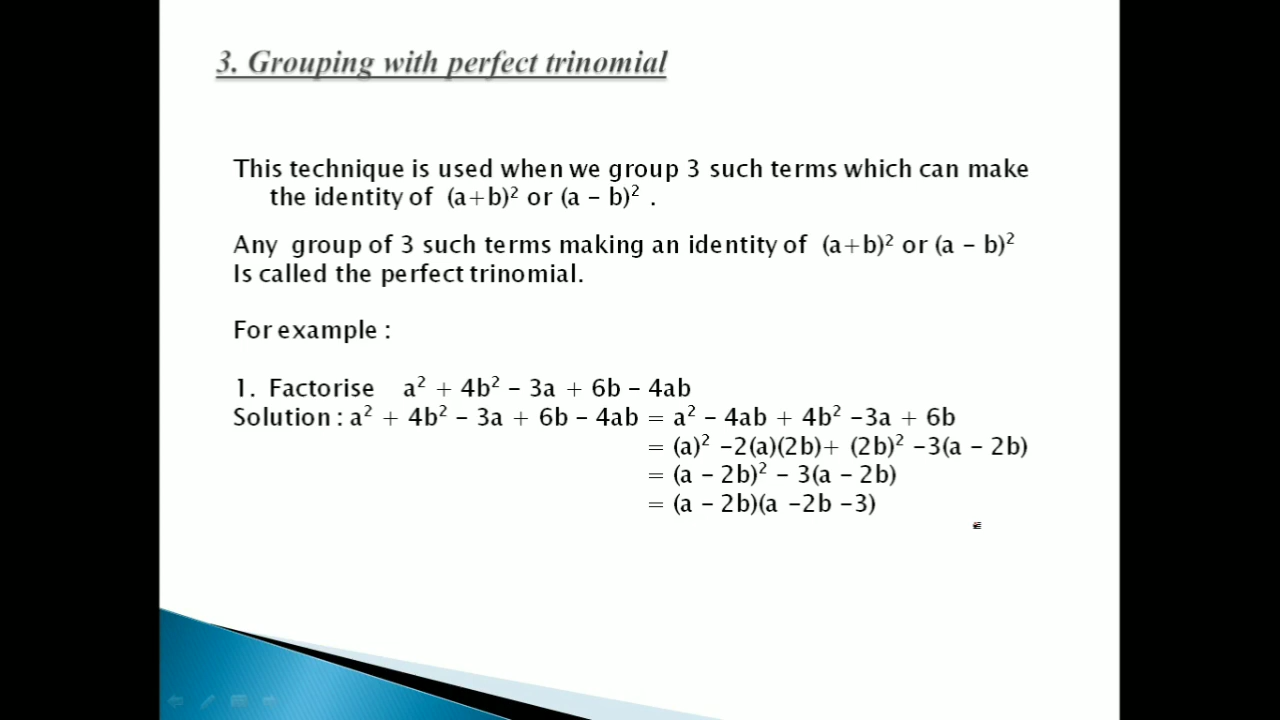 3. Grouping with perfect trinomial
This technique is used when we group 3 such terms which can make
the identity of (a+b)² or (a – b)² .
Any group of 3 such terms making an identity of (a+b)² or (a – b)²
Is called the perfect trinomial.
For example :
1. Factorise a² + 4b² – 3a + 6b – 4ab
Solution : a² + 4b² – 3a + 6b – 4ab = a² – 4ab + 4b² –3a + 6b
= (a)² –2(a)(2b)+ (2b)² –3(a – 2b)
= (a – 2b)² – 3(a – 2b)
= (a – 2b)(a –2b –3)